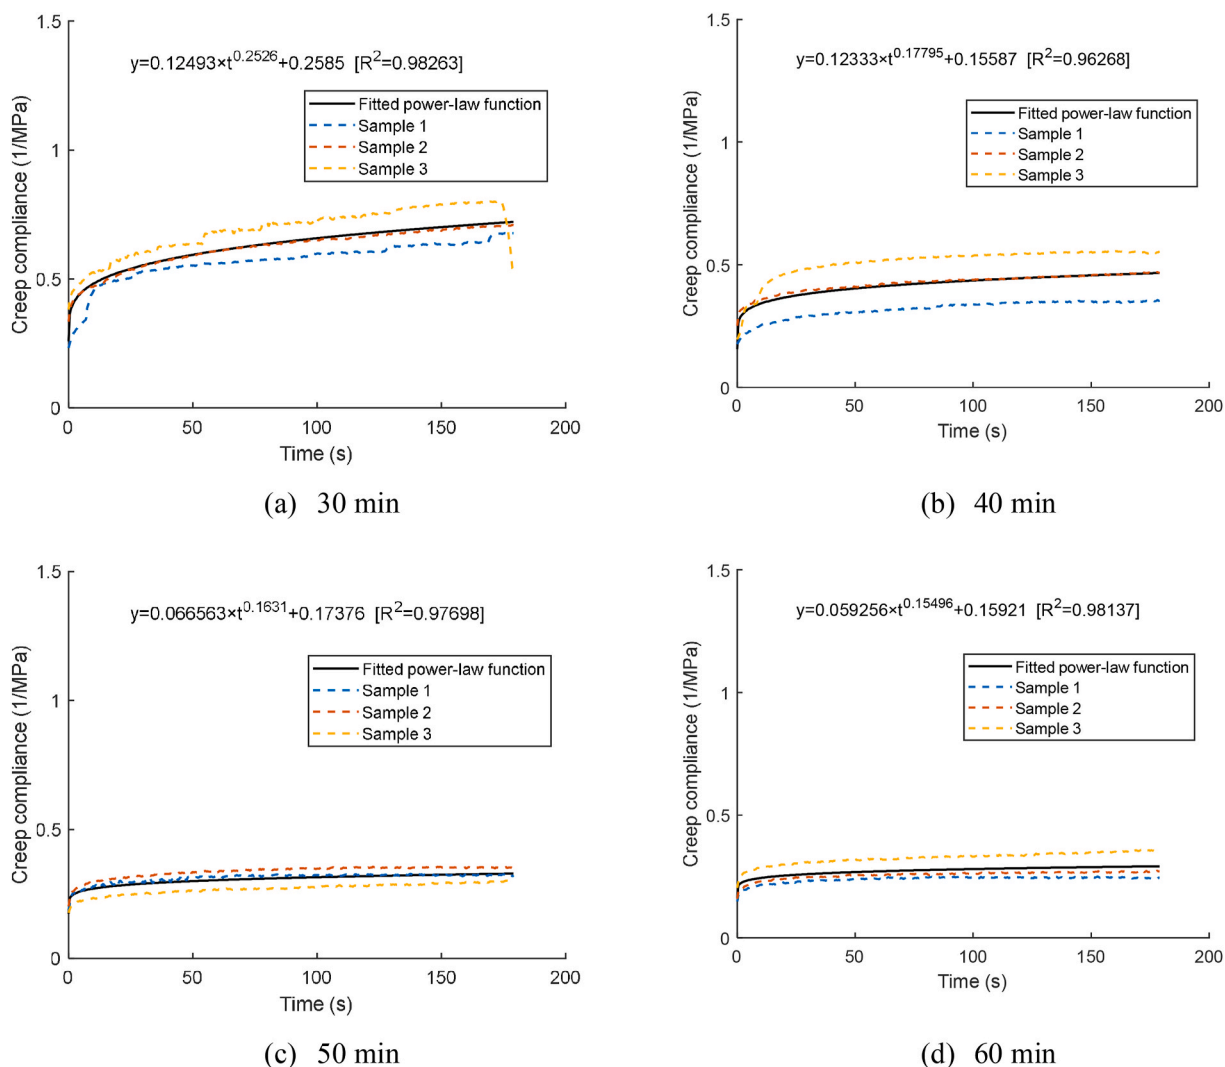 y=0.12493×t^0.2526+0.2585 [R^2=0.98263]
Fitted power-law function
Sample 1
Sample 2
Sample 3
Creep compliance (1/MPa)
1.5
1
0.5
0
0 50 100 150 200
Time (s)
(a) 30 min
y=0.12333×t^0.17795+0.15587 [R^2=0.96268]
Fitted power-law function
Sample 1
Sample 2
Sample 3
Creep compliance (1/MPa)
1.5
1
0.5
0
0 50 100 150 200
Time (s)
(b) 40 min
y=0.066563×t^0.1631+0.17376 [R^2=0.97698]
Fitted power-law function
Sample 1
Sample 2
Sample 3
Creep compliance (1/MPa)
1.5
1
0.5
0
0 50 100 150 200
Time (s)
(c) 50 min
y=0.059256×t^0.15496+0.15921 [R^2=0.98137]
Fitted power-law function
Sample 1
Sample 2
Sample 3
Creep compliance (1/MPa)
1.5
1
0.5
0
0 50 100 150 200
Time (s)
(d) 60 min